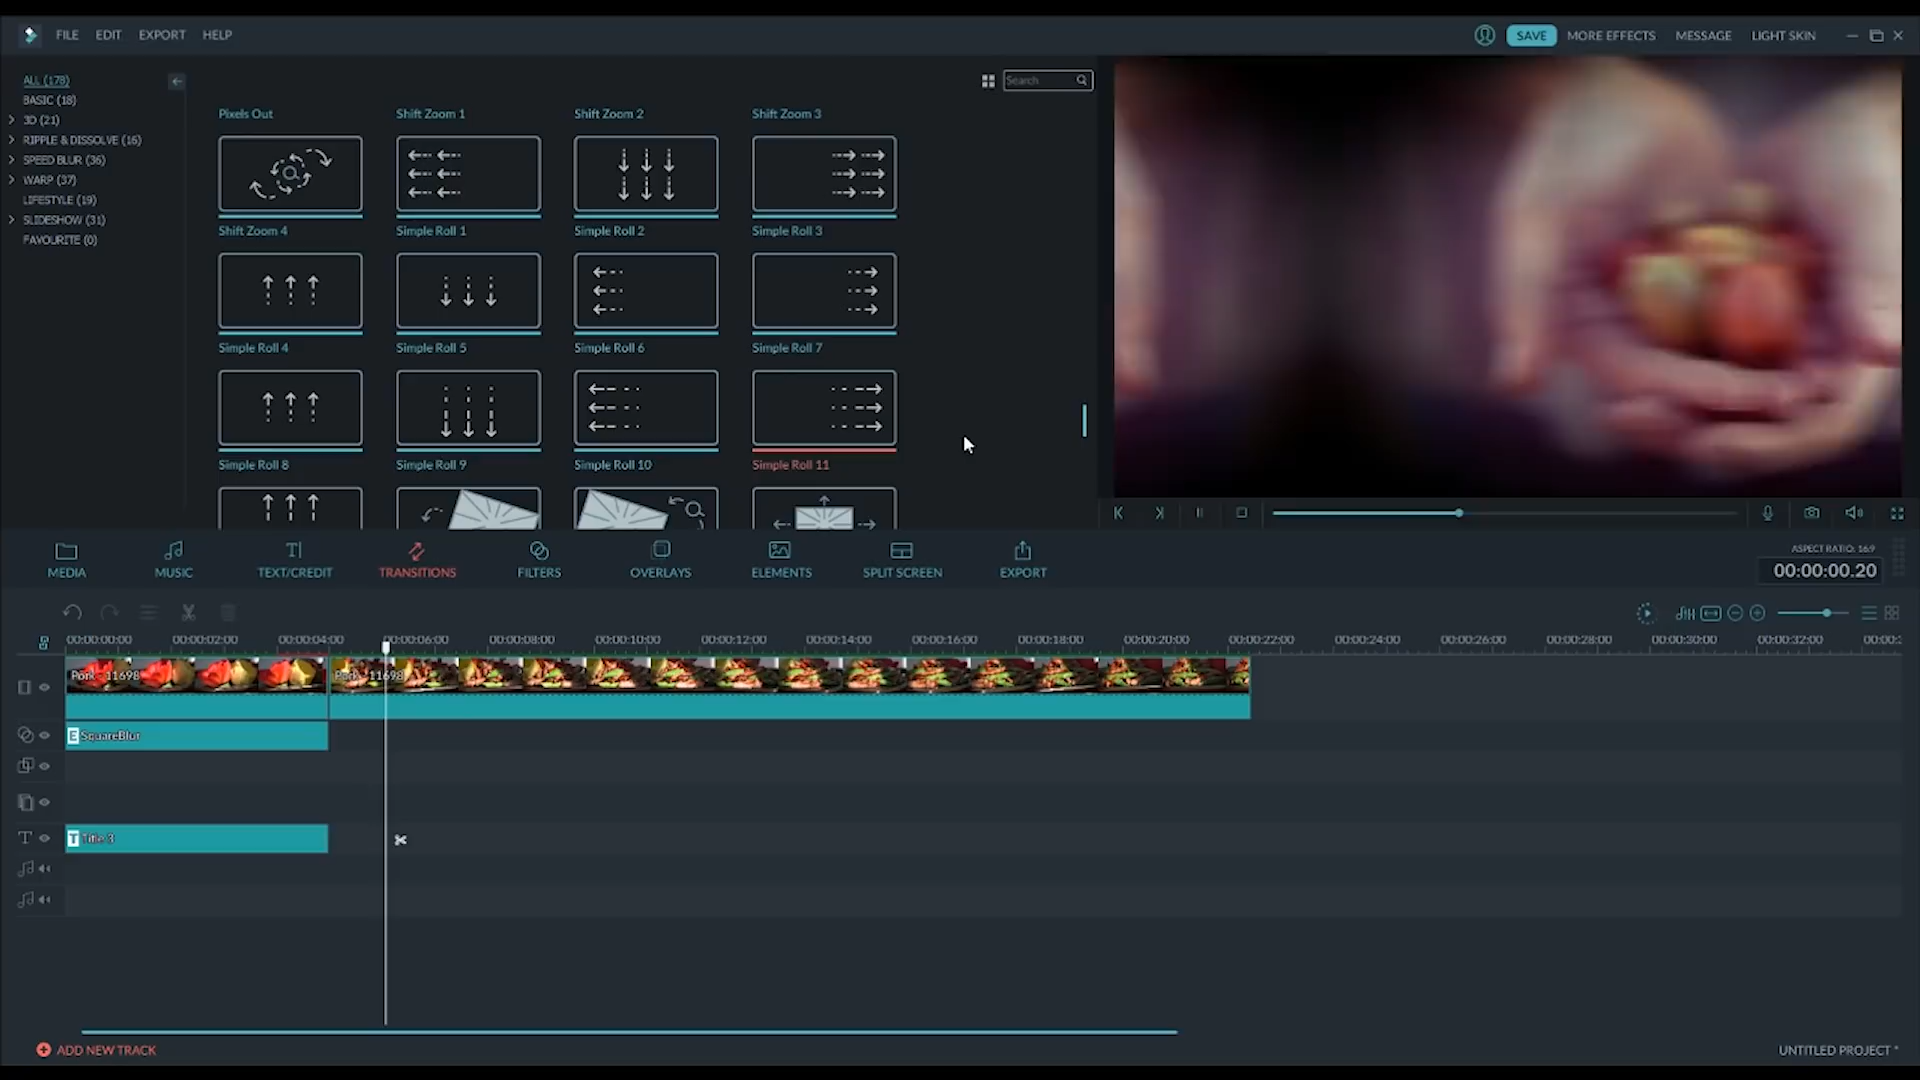 FILE EDIT EXPORT HELP
SAVE MORE EFFECTS MESSAGE LIGHT SKIN
ALL (178)
BASIC (18)
3D (21)
RIPPLE & DISSOLVE (16)
SPEED BLUR (36)
WARP (37)
LIFESTYLE (19)
SLIDESHOW (31)
FAVOURITE (0)
Search
Pixels Out Shift Zoom 1 Shift Zoom 2 Shift Zoom 3
Shift Zoom 4 Simple Roll 1 Simple Roll 2 Simple Roll 3
Simple Roll 4 Simple Roll 5 Simple Roll 6 Simple Roll 7
Simple Roll 8 Simple Roll 9 Simple Roll 10 Simple Roll 11
MEDIA MUSIC TEXT/CREDIT TRANSITIONS FILTERS OVERLAYS ELEMENTS SPLIT SCREEN EXPORT
ASPECT RATIO: 16:9
00:00:00.20
00:00:00:00 00:00:02:00 00:00:04:00 00:00:06:00 00:00:08:00 00:00:10:00 00:00:12:00 00:00:14:00 00:00:16:00 00:00:18:00 00:00:20:00 00:00:22:00 00:00:24:00 00:00:26:00 00:00:28:00 00:00:30:00 00:00:32:00 00:00:
Pork - 11698 Pork - 11698
E SquareBlur
T Title 3
ADD NEW TRACK
UNTITLED PROJECT *